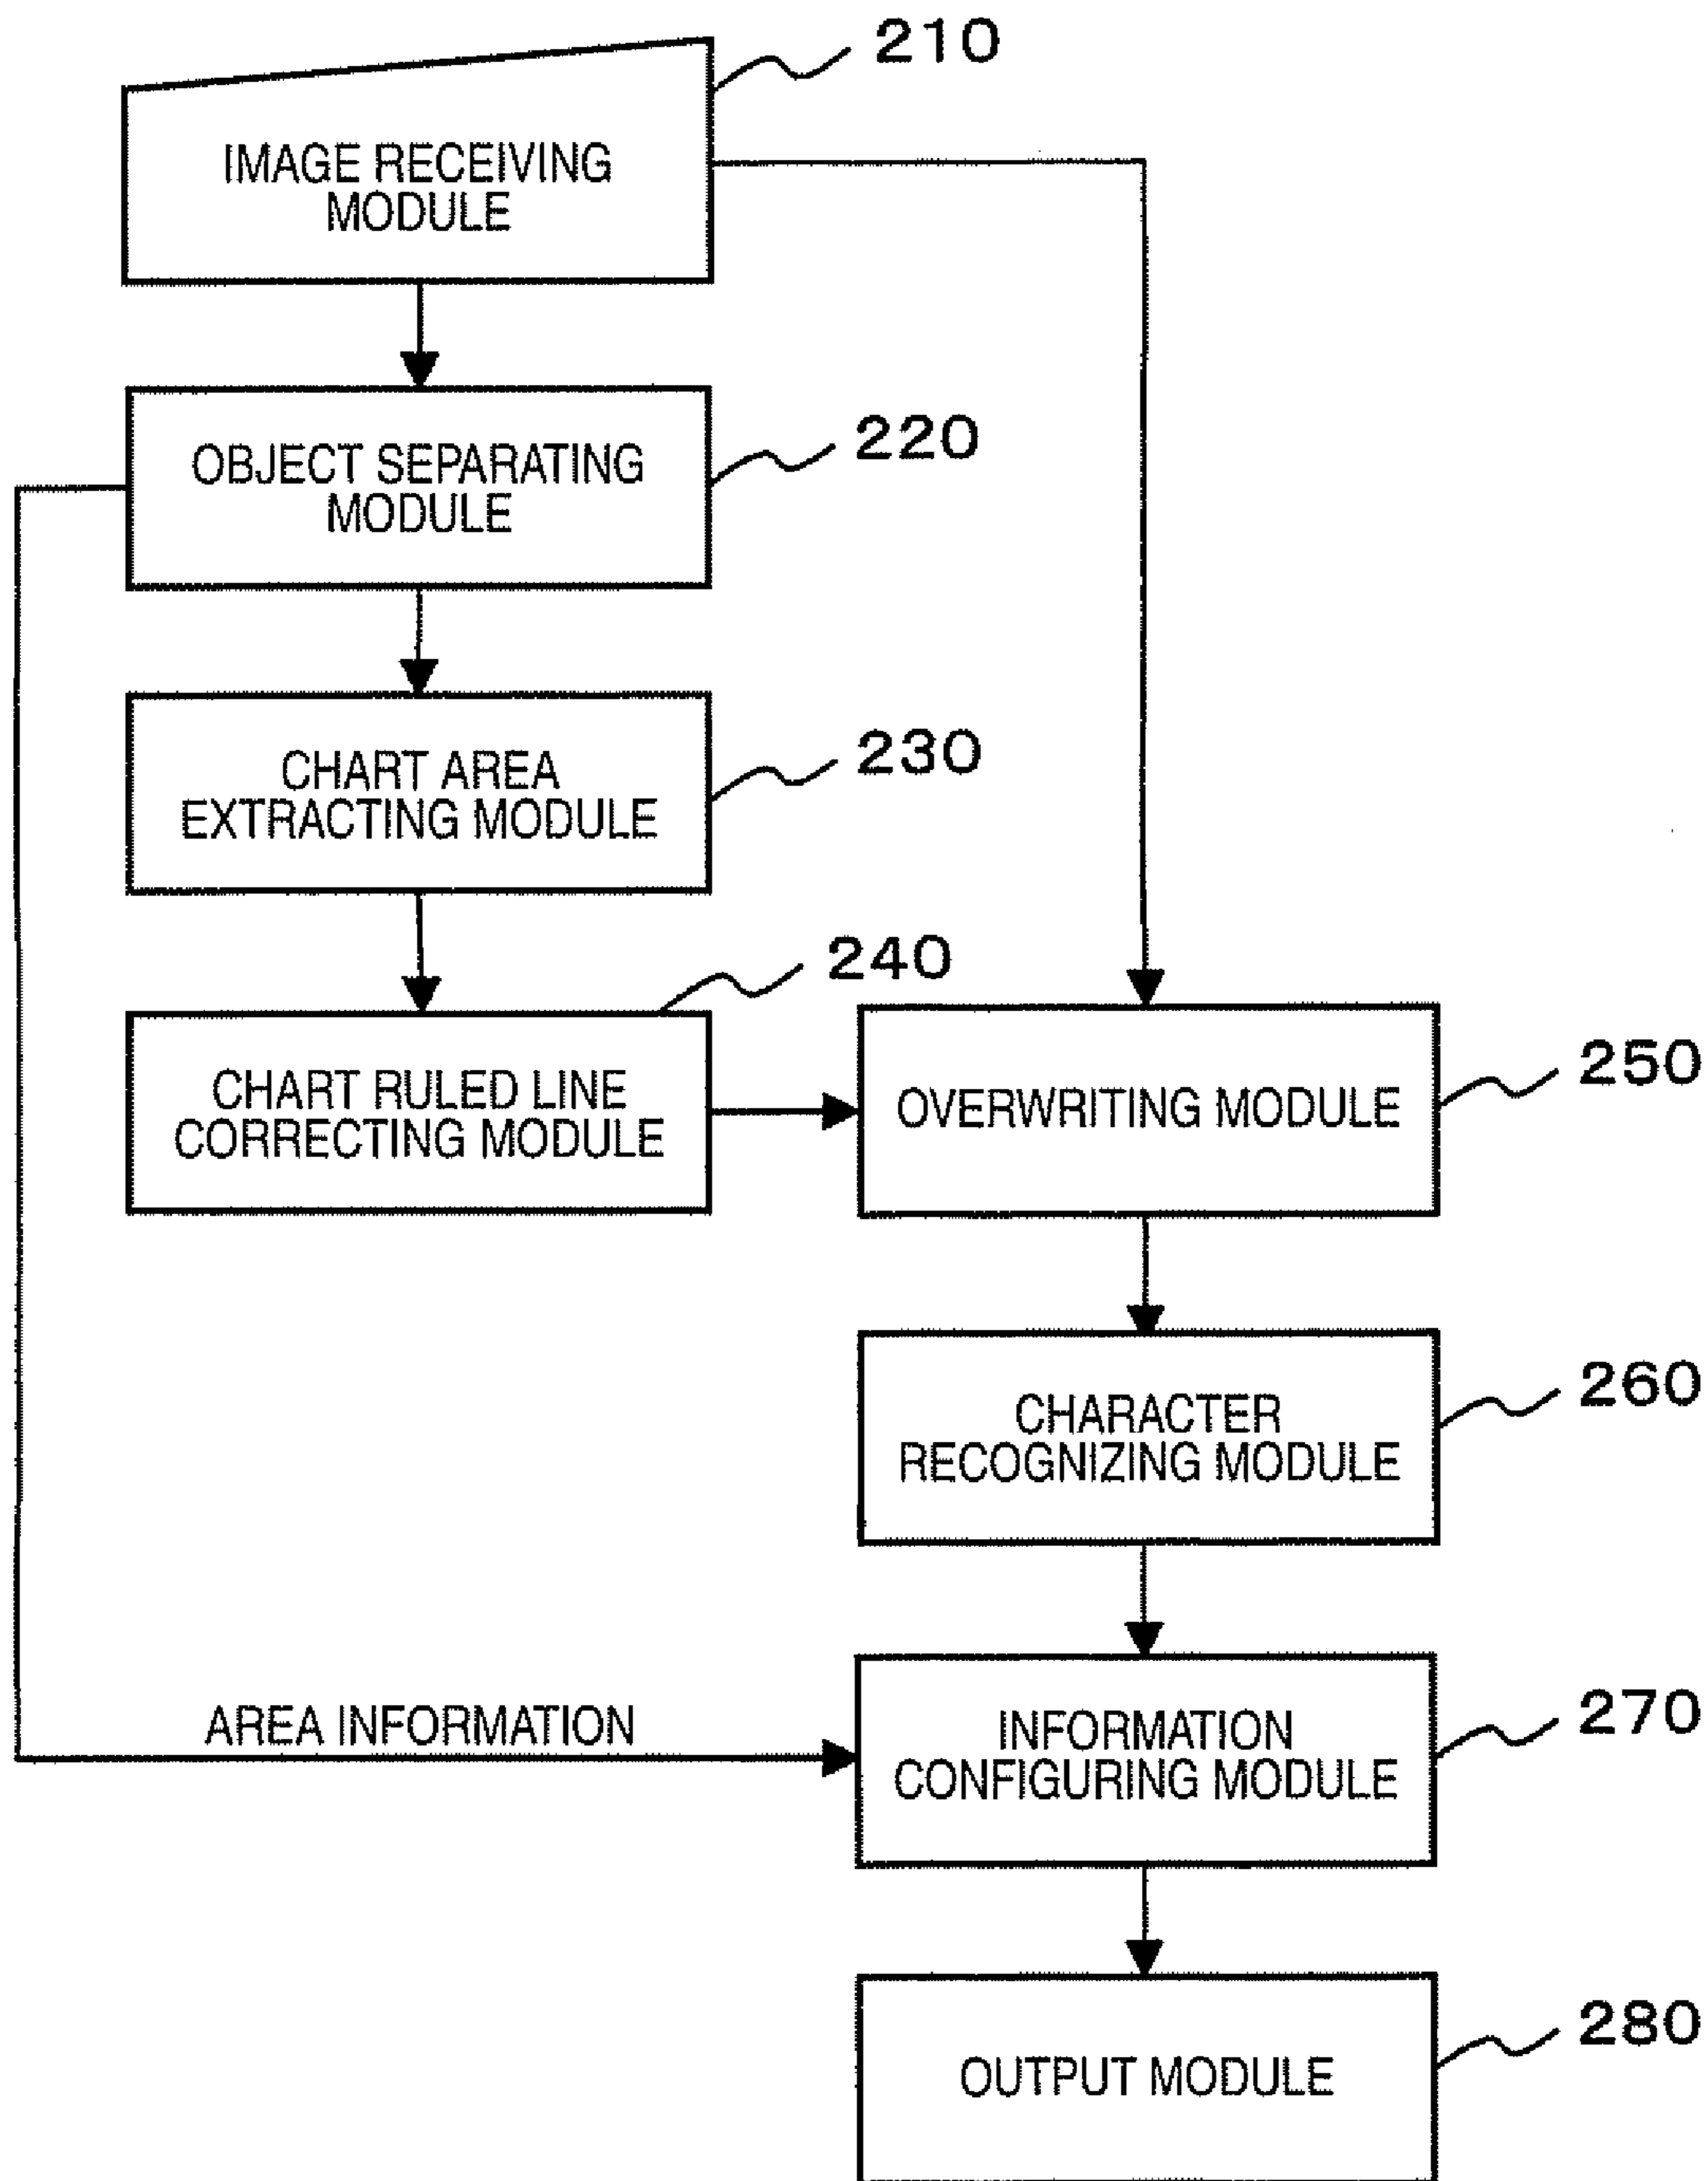 210
IMAGE RECEIVING
MODULE
220
OBJECT SEPARATING
MODULE
230
CHART AREA
EXTRACTING MODULE
240
CHART RULED LINE
CORRECTING MODULE
250
OVERWRITING MODULE
260
CHARACTER
RECOGNIZING MODULE
AREA INFORMATION
270
INFORMATION
CONFIGURING MODULE
280
OUTPUT MODULE